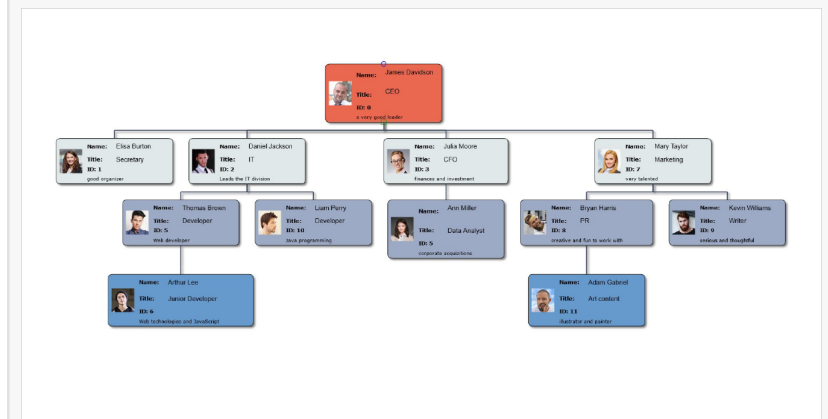 Name: James Davidson
Title: CEO
ID: 0
a very good leader
Name: Elisa Burton
Title: Secretary
ID: 1
good organizer
Name: Daniel Jackson
Title: IT
ID: 2
Leads the IT division
Name: Julia Moore
Title: CFO
ID: 3
finances and investment
Name: Mary Taylor
Title: Marketing
ID: 7
very talented
Name: Thomas Brown
Title: Developer
ID: 5
Web developer
Name: Liam Perry
Title: Developer
ID: 10
Java programming
Name: Ann Miller
Title: Data Analyst
ID: 5
corporate acquisitions
Name: Bryan Harris
Title: PR
ID: 8
creative and fun to work with
Name: Kevin Williams
Title: Writer
ID: 9
serious and thoughtful
Name: Arthur Lee
Title: Junior Developer
ID: 6
Web technologies and JavaScript
Name: Adam Gabriel
Title: Art content
ID: 11
illustrator and painter